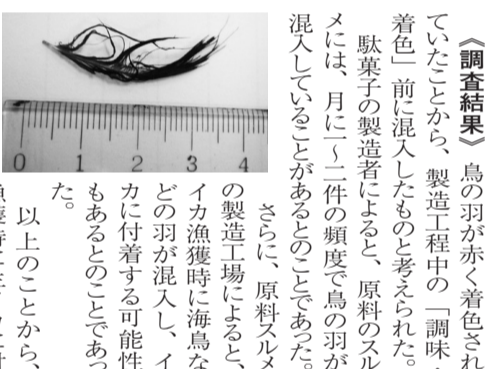 《調査結果》 鳥の羽が赤く着色され
ていたことから、製造工程中の「調味・
着色」前に混入したものと考えられた。
駄菓子の製造者によると、原料のスル
メには、月に一〜二件の頻度で鳥の羽が
混入していることがあるとのことであった。
0 1 2 3 4
さらに、原料スルメ
の製造工場によると、
イカ漁獲時に海鳥な
どの羽が混入し、イ
カに付着する可能性
もあるとのことであっ
た。
以上のことから、